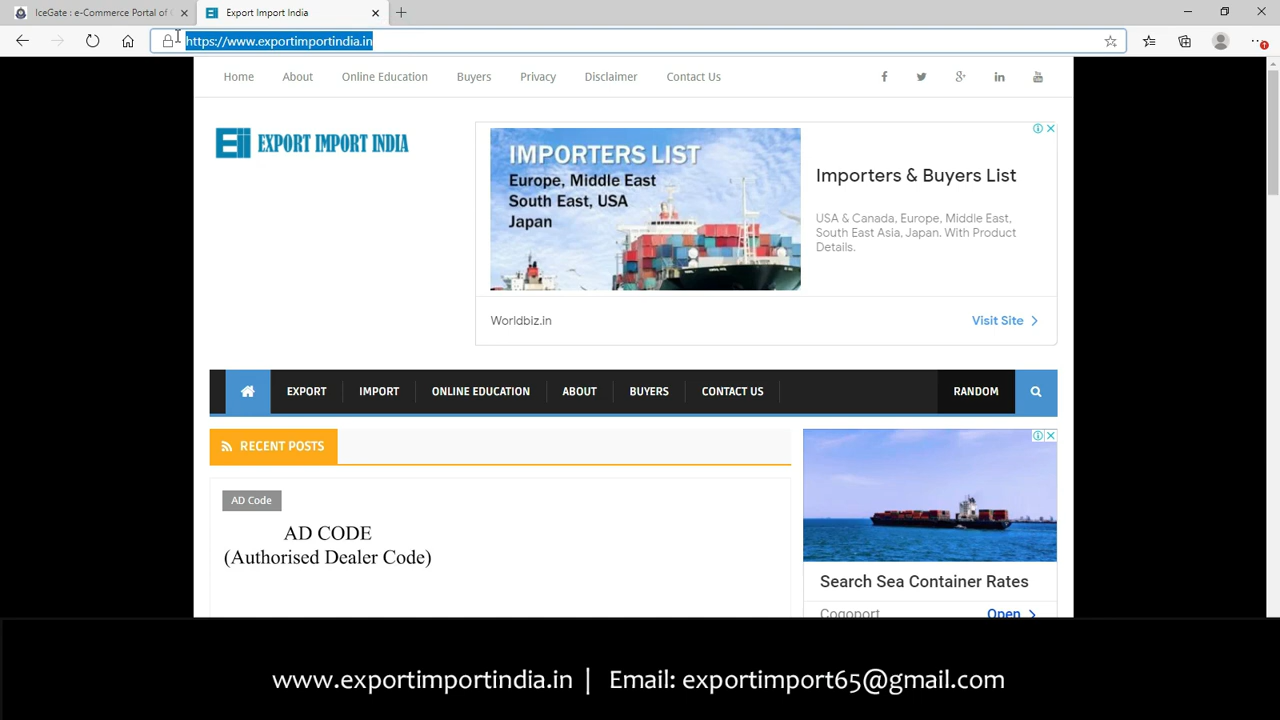 IceGate : e-Commerce Portal of
Export Import India
https://www.exportimportindia.in
Home About Online Education Buyers Privacy Disclaimer Contact Us
Eii EXPORT IMPORT INDIA
IMPORTERS LIST
Europe, Middle East
South East, USA
Japan
Importers & Buyers List
USA & Canada, Europe, Middle East,
South East Asia, Japan. With Product
Details.
Worldbiz.in
Visit Site
EXPORT IMPORT ONLINE EDUCATION ABOUT BUYERS CONTACT US RANDOM
RECENT POSTS
AD Code
AD CODE
(Authorised Dealer Code)
Search Sea Container Rates
Cogoport
Open
www.exportimportindia.in | Email: exportimport65@gmail.com